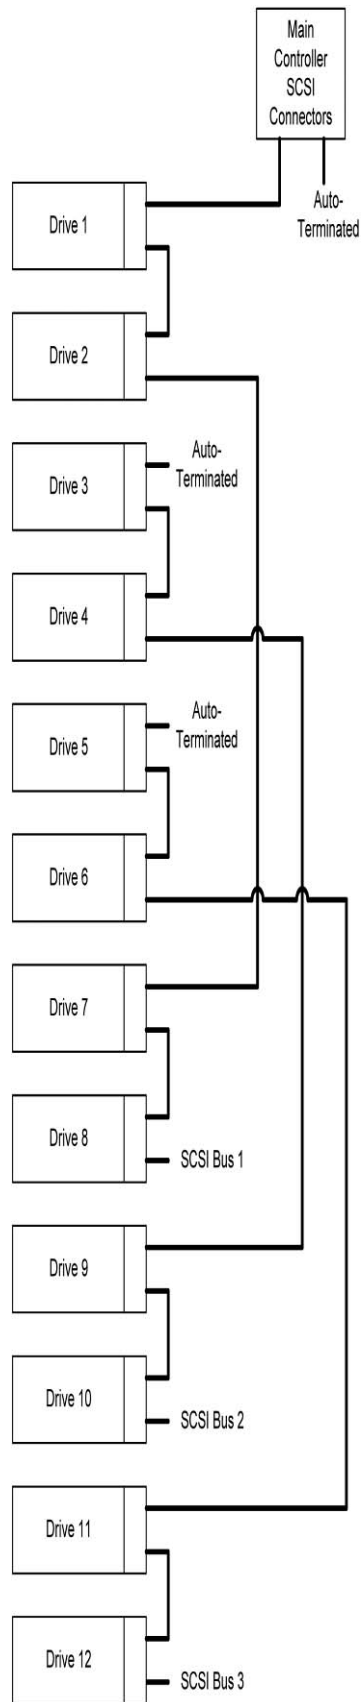 Main
Controller
SCSI
Connectors
Auto-
Terminated
Drive 1
Drive 2
Drive 3
Auto-
Terminated
Drive 4
Drive 5
Auto-
Terminated
Drive 6
Drive 7
Drive 8
SCSI Bus 1
Drive 9
Drive 10
SCSI Bus 2
Drive 11
Drive 12
SCSI Bus 3